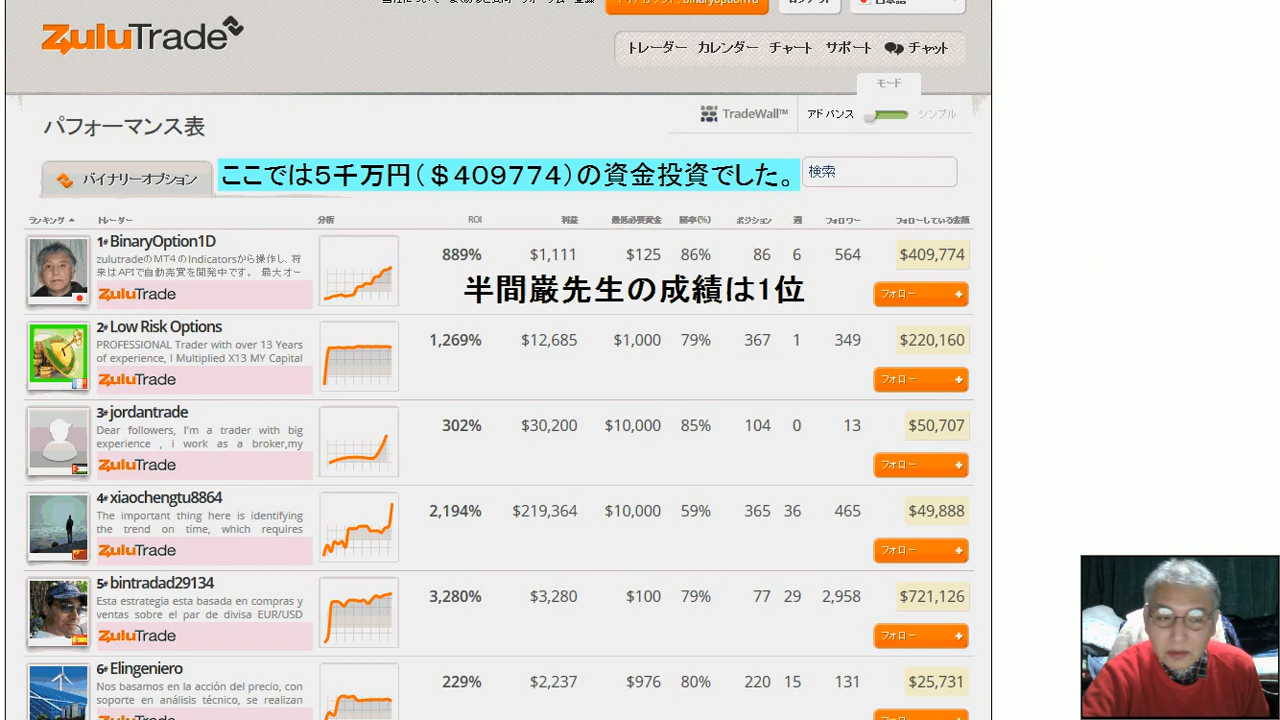 ZuluTrade
トレーダー カレンダー チャート サポート チャット
モード
パフォーマンス表
TradeWall™ アドバンス シンプル
バイナリーオプション
ここでは5千万円(＄409774)の資金投資でした。
検索
ランキング トレーダー 分析 ROI 利益 最低必要資金 勝率(%) ポジション 週 フォロワー フォローしている金額
1# BinaryOption1D
zulutradeのMT4のIndicatorsから操作し、将
来はAPIで自動売買を開発中です。 最大オー
ZuluTrade
889% $1,111 $125 86% 86 6 564 $409,774
フォロー +
半間巌先生の成績は1位
2# Low Risk Options
PROFESSIONAL Trader with over 13 Years
of experience, I Multiplied X13 MY Capital
ZuluTrade
1,269% $12,685 $1,000 79% 367 1 349 $220,160
フォロー +
3# jordantrade
Dear followers, I'm a trader with big
experience , i work as a broker,my
ZuluTrade
302% $30,200 $10,000 85% 104 0 13 $50,707
フォロー +
4# xiaochengtu8864
The important thing here is identifying
the trend on time, which requires
ZuluTrade
2,194% $219,364 $10,000 59% 365 36 465 $49,888
フォロー +
5# bintradad29134
Esta estrategia esta basada en compras y
ventas sobre el par de divisa EUR/USD
ZuluTrade
3,280% $3,280 $100 79% 77 29 2,958 $721,126
フォロー +
6# Elingeniero
Nos basamos en la acción del precio, con
soporte en análisis técnico, se realizan
ZuluTrade
229% $2,237 $976 80% 220 15 131 $25,731